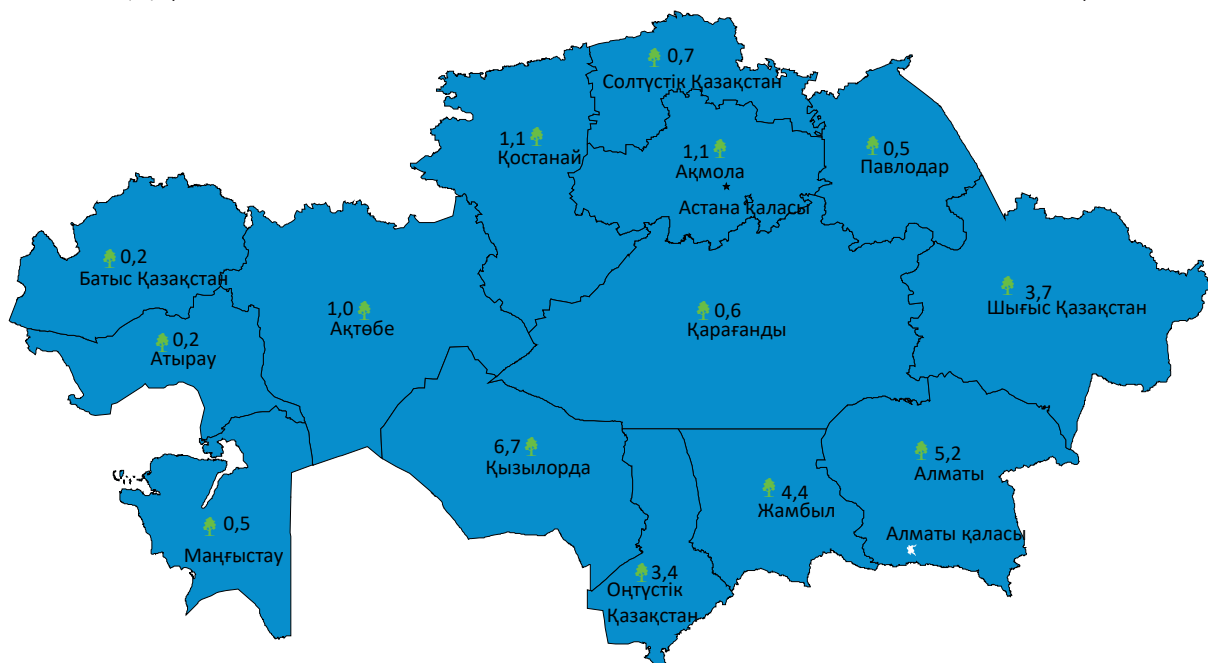 0,7
Солтүстік Қазақстан
1,1
Қостанай
1,1
Ақмола
Астана қаласы
0,5
Павлодар
0,2
Батыс Қазақстан
1,0
Ақтөбе
0,6
Қарағанды
3,7
Шығыс Қазақстан
0,2
Атырау
6,7
Қызылорда
5,2
Алматы
4,4
Жамбыл
0,5
Маңғыстау
Алматы қаласы
3,4
Оңтүстік
Қазақстан